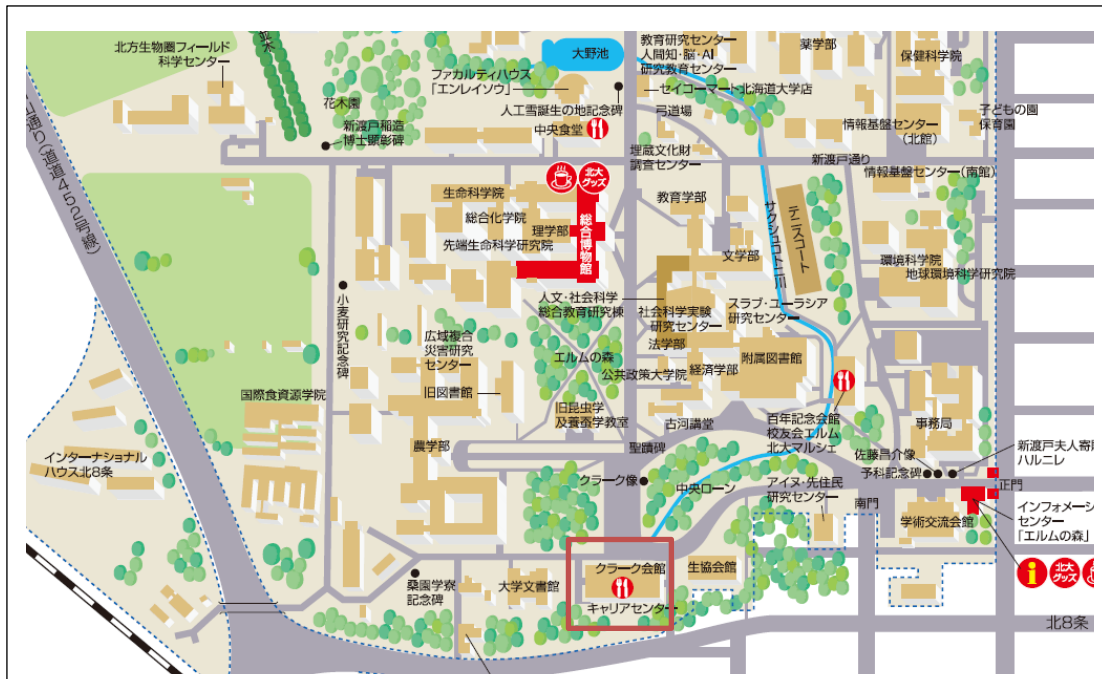 北方生物圏フィールド
科学センター
大野池
教育研究センター
人間知・脳・AI
研究教育センター
薬学部
保健科学院
ファカルティハウス
「エンレイソウ」
セイコーマート北海道大学店
花木園
人工雪誕生の地記念碑
弓道場
子どもの園
保育園
新渡戸稲造
博士顕彰碑
中央食堂
情報基盤センター
(北館)
埋蔵文化財
調査センター
新渡戸通り
情報基盤センター(南館)
通り(道道452号線)
北大
グッズ
生命科学院
教育学部
総合化学院
理学部
総合博物館
先端生命科学研究院
サクシュコトニ川
テニスコート
文学部
環境科学院
地球環境科学研究院
人文・社会科学
総合教育研究棟
社会科学実験
研究センター
スラブ・ユーラシア
研究センター
小麦研究記念碑
広域複合
災害研究
センター
エルムの森
法学部
附属図書館
公共政策大学院
経済学部
国際食資源学院
旧図書館
旧昆虫学
及養蚕学教室
古河講堂
百年記念会館
校友会エルム
北大マルシェ
事務局
農学部
聖蹟碑
佐藤昌介像
新渡戸夫人寄
ハルニレ
インターナショナル
ハウス北8条
予科記念碑
クラーク像
中央ローン
アイヌ・先住民
研究センター
正門
南門
学術交流会館
インフォメーシ
センター
「エルムの森」
クラーク会館
生協会館
i
北大
グッズ
桑園学寮
記念碑
大学文書館
キャリアセンター
北8条